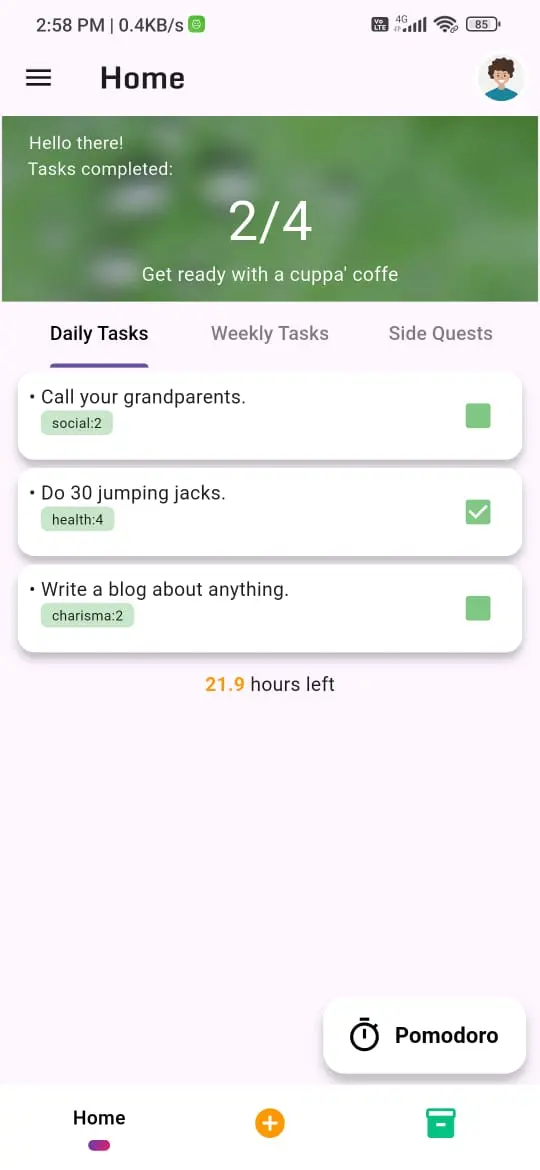 2:58 PM | 0.4KB/s
Vo LTE 4G 85
Home
Hello there!
Tasks completed:
2/4
Get ready with a cuppa' coffe
Daily Tasks Weekly Tasks Side Quests
• Call your grandparents.
social:2
• Do 30 jumping jacks.
health:4
• Write a blog about anything.
charisma:2
21.9 hours left
Pomodoro
Home